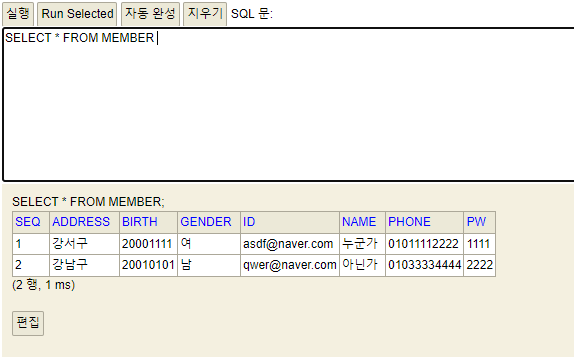 실행 Run Selected 자동 완성 지우기 SQL 문:
SELECT * FROM MEMBER
SELECT * FROM MEMBER;
SEQ ADDRESS BIRTH GENDER ID NAME PHONE PW
1 강서구 20001111 여 asdf@naver.com 누군가 01011112222 1111
2 강남구 20010101 남 qwer@naver.com 아닌가 01033334444 2222
(2 행, 1 ms)
편집